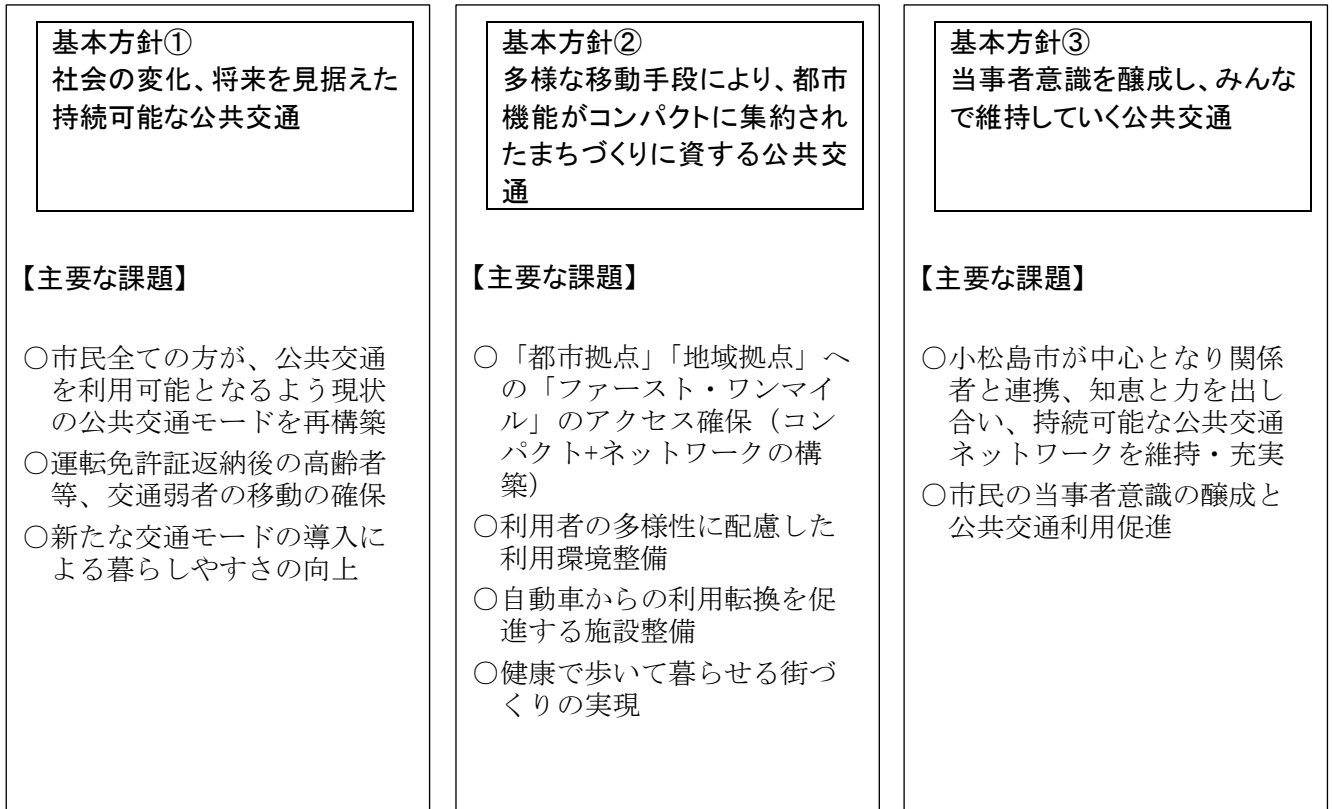 基本方針①
社会の変化、将来を見据えた
持続可能な公共交通
【主要な課題】
○市民全ての方が、公共交通
を利用可能となるよう現状
の公共交通モードを再構築
○運転免許証返納後の高齢者
等、交通弱者の移動の確保
○新たな交通モードの導入に
よる暮らしやすさの向上
基本方針②
多様な移動手段により、都市
機能がコンパクトに集約され
たまちづくりに資する公共交
通
【主要な課題】
○「都市拠点」「地域拠点」へ
の「ファースト・ワンマイ
ル」のアクセス確保（コン
パクト+ネットワークの構
築）
○利用者の多様性に配慮した
利用環境整備
○自動車からの利用転換を促
進する施設整備
○健康で歩いて暮らせる街づ
くりの実現
基本方針③
当事者意識を醸成し、みんな
で維持していく公共交通
【主要な課題】
○小松島市が中心となり関係
者と連携、知恵と力を出し
合い、持続可能な公共交通
ネットワークを維持・充実
○市民の当事者意識の醸成と
公共交通利用促進